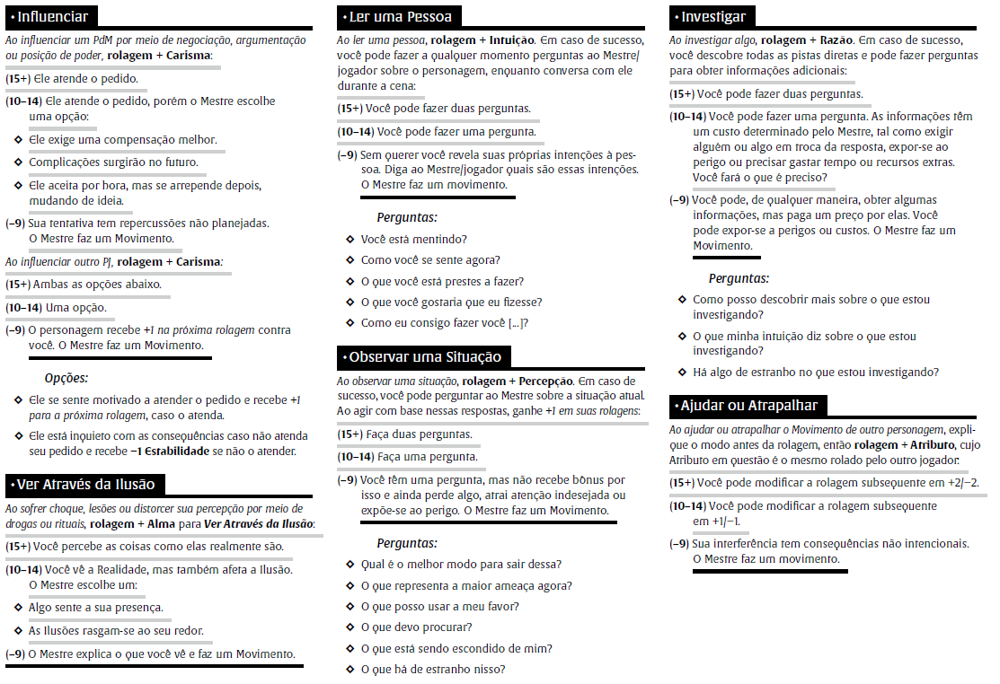 • Influenciar
Ao influenciar um PdM por meio de negociação, argumentação
ou posição de poder, rolagem + Carisma:
(15+) Ele atende o pedido.
(10–14) Ele atende o pedido, porém o Mestre escolhe
uma opção:
◇ Ele exige uma compensação melhor.
◇ Complicações surgirão no futuro.
◇ Ele aceita por hora, mas se arrepende depois,
mudando de ideia.
(–9) Sua tentativa tem repercussões não planejadas.
O Mestre faz um Movimento.
Ao influenciar outro PJ, rolagem + Carisma:
(15+) Ambas as opções abaixo.
(10–14) Uma opção.
(–9) O personagem recebe +1 na próxima rolagem contra
você. O Mestre faz um Movimento.
Opções:
◇ Ele se sente motivado a atender o pedido e recebe +1
para a próxima rolagem, caso o atenda.
◇ Ele está inquieto com as consequências caso não atenda
seu pedido e recebe –1 Estabilidade se não o atender.
• Ver Através da Ilusão
Ao sofrer choque, lesões ou distorcer sua percepção por meio de
drogas ou rituais, rolagem + Alma para Ver Através da Ilusão:
(15+) Você percebe as coisas como elas realmente são.
(10–14) Você vê a Realidade, mas também afeta a Ilusão.
O Mestre escolhe um:
◇ Algo sente a sua presença.
◇ As Ilusões rasgam-se ao seu redor.
(–9) O Mestre explica o que você vê e faz um Movimento.
• Ler uma Pessoa
Ao ler uma pessoa, rolagem + Intuição. Em caso de sucesso,
você pode fazer a qualquer momento perguntas ao Mestre/
jogador sobre o personagem, enquanto conversa com ele
durante a cena:
(15+) Você pode fazer duas perguntas.
(10–14) Você pode fazer uma pergunta.
(–9) Sem querer você revela suas próprias intenções à pes-
soa. Diga ao Mestre/jogador quais são essas intenções.
O Mestre faz um movimento.
Perguntas:
◇ Você está mentindo?
◇ Como você se sente agora?
◇ O que você está prestes a fazer?
◇ O que você gostaria que eu fizesse?
◇ Como eu consigo fazer você [...]?
• Observar uma Situação
Ao observar uma situação, rolagem + Percepção. Em caso de
sucesso, você pode perguntar ao Mestre sobre a situação atual.
Ao agir com base nessas respostas, ganhe +1 em suas rolagens:
(15+) Faça duas perguntas.
(10–14) Faça uma pergunta.
(–9) Você têm uma pergunta, mas não recebe bônus por
isso e ainda perde algo, atrai atenção indesejada ou
expõe-se ao perigo. O Mestre faz um Movimento.
Perguntas:
◇ Qual é o melhor modo para sair dessa?
◇ O que representa a maior ameaça agora?
◇ O que posso usar a meu favor?
◇ O que devo procurar?
◇ O que está sendo escondido de mim?
◇ O que há de estranho nisso?
• Investigar
Ao investigar algo, rolagem + Razão. Em caso de sucesso,
você descobre todas as pistas diretas e pode fazer perguntas
para obter informações adicionais:
(15+) Você pode fazer duas perguntas.
(10–14) Você pode fazer uma pergunta. As informações têm
um custo determinado pelo Mestre, tal como exigir
alguém ou algo em troca da resposta, expor-se ao
perigo ou precisar gastar tempo ou recursos extras.
Você fará o que é preciso?
(–9) Você pode, de qualquer maneira, obter algumas
informações, mas paga um preço por elas. Você
pode expor-se a perigos ou custos. O Mestre faz um
Movimento.
Perguntas:
◇ Como posso descobrir mais sobre o que estou
investigando?
◇ O que minha intuição diz sobre o que estou
investigando?
◇ Há algo de estranho no que estou investigando?
• Ajudar ou Atrapalhar
Ao ajudar ou atrapalhar o Movimento de outro personagem, expli-
que o modo antes da rolagem, então rolagem + Atributo, cujo
Atributo em questão é o mesmo rolado pelo outro jogador:
(15+) Você pode modificar a rolagem subsequente em +2/–2.
(10–14) Você pode modificar a rolagem subsequente
em +1/–1.
(–9) Sua interferência tem consequências não intencionais.
O Mestre faz um movimento.